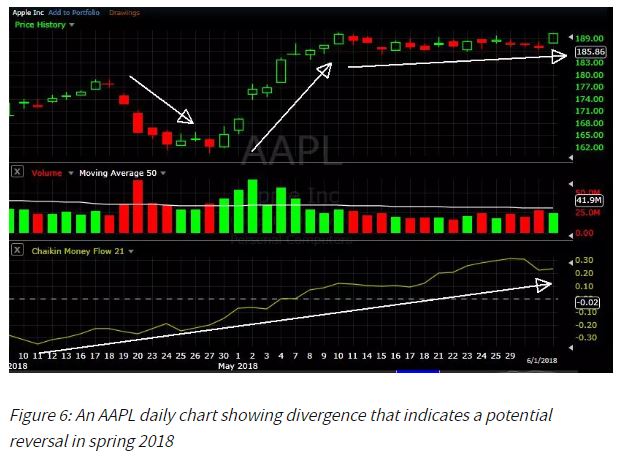 Apple Inc Add to Portfolio Drawings
Price History
189.00
185.86
183.00
180.00
177.00
174.00
171.00
168.00
165.00
162.00
AAPL
X Volume Moving Average 50
Apple Inc
50.0M
41.9M
25.0M
0.00
Personal Computers
X Chaikin Money Flow 21
0.30
0.20
-0.02
-0.10
-0.20
-0.30
10 11 12 13 16 17 18 19 20 23 24 25 26 27 30 1 2 3 4 7 8 9 10 11 14 15 16 17 18 21 22 23 24 25 29 6/1/2018
2018 May 2018
Figure 6: An AAPL daily chart showing divergence that indicates a potential
reversal in spring 2018